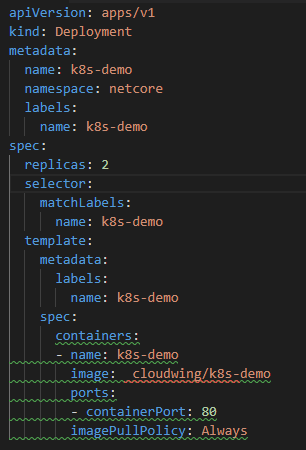 apiVersion: apps/v1
kind: Deployment
metadata:
  name: k8s-demo
  namespace: netcore
  labels:
    name: k8s-demo
spec:
  replicas: 2
  selector:
    matchLabels:
      name: k8s-demo
  template:
    metadata:
      labels:
        name: k8s-demo
    spec:
      containers:
      - name: k8s-demo
        image:  cloudwing/k8s-demo
        ports:
        - containerPort: 80
        imagePullPolicy: Always